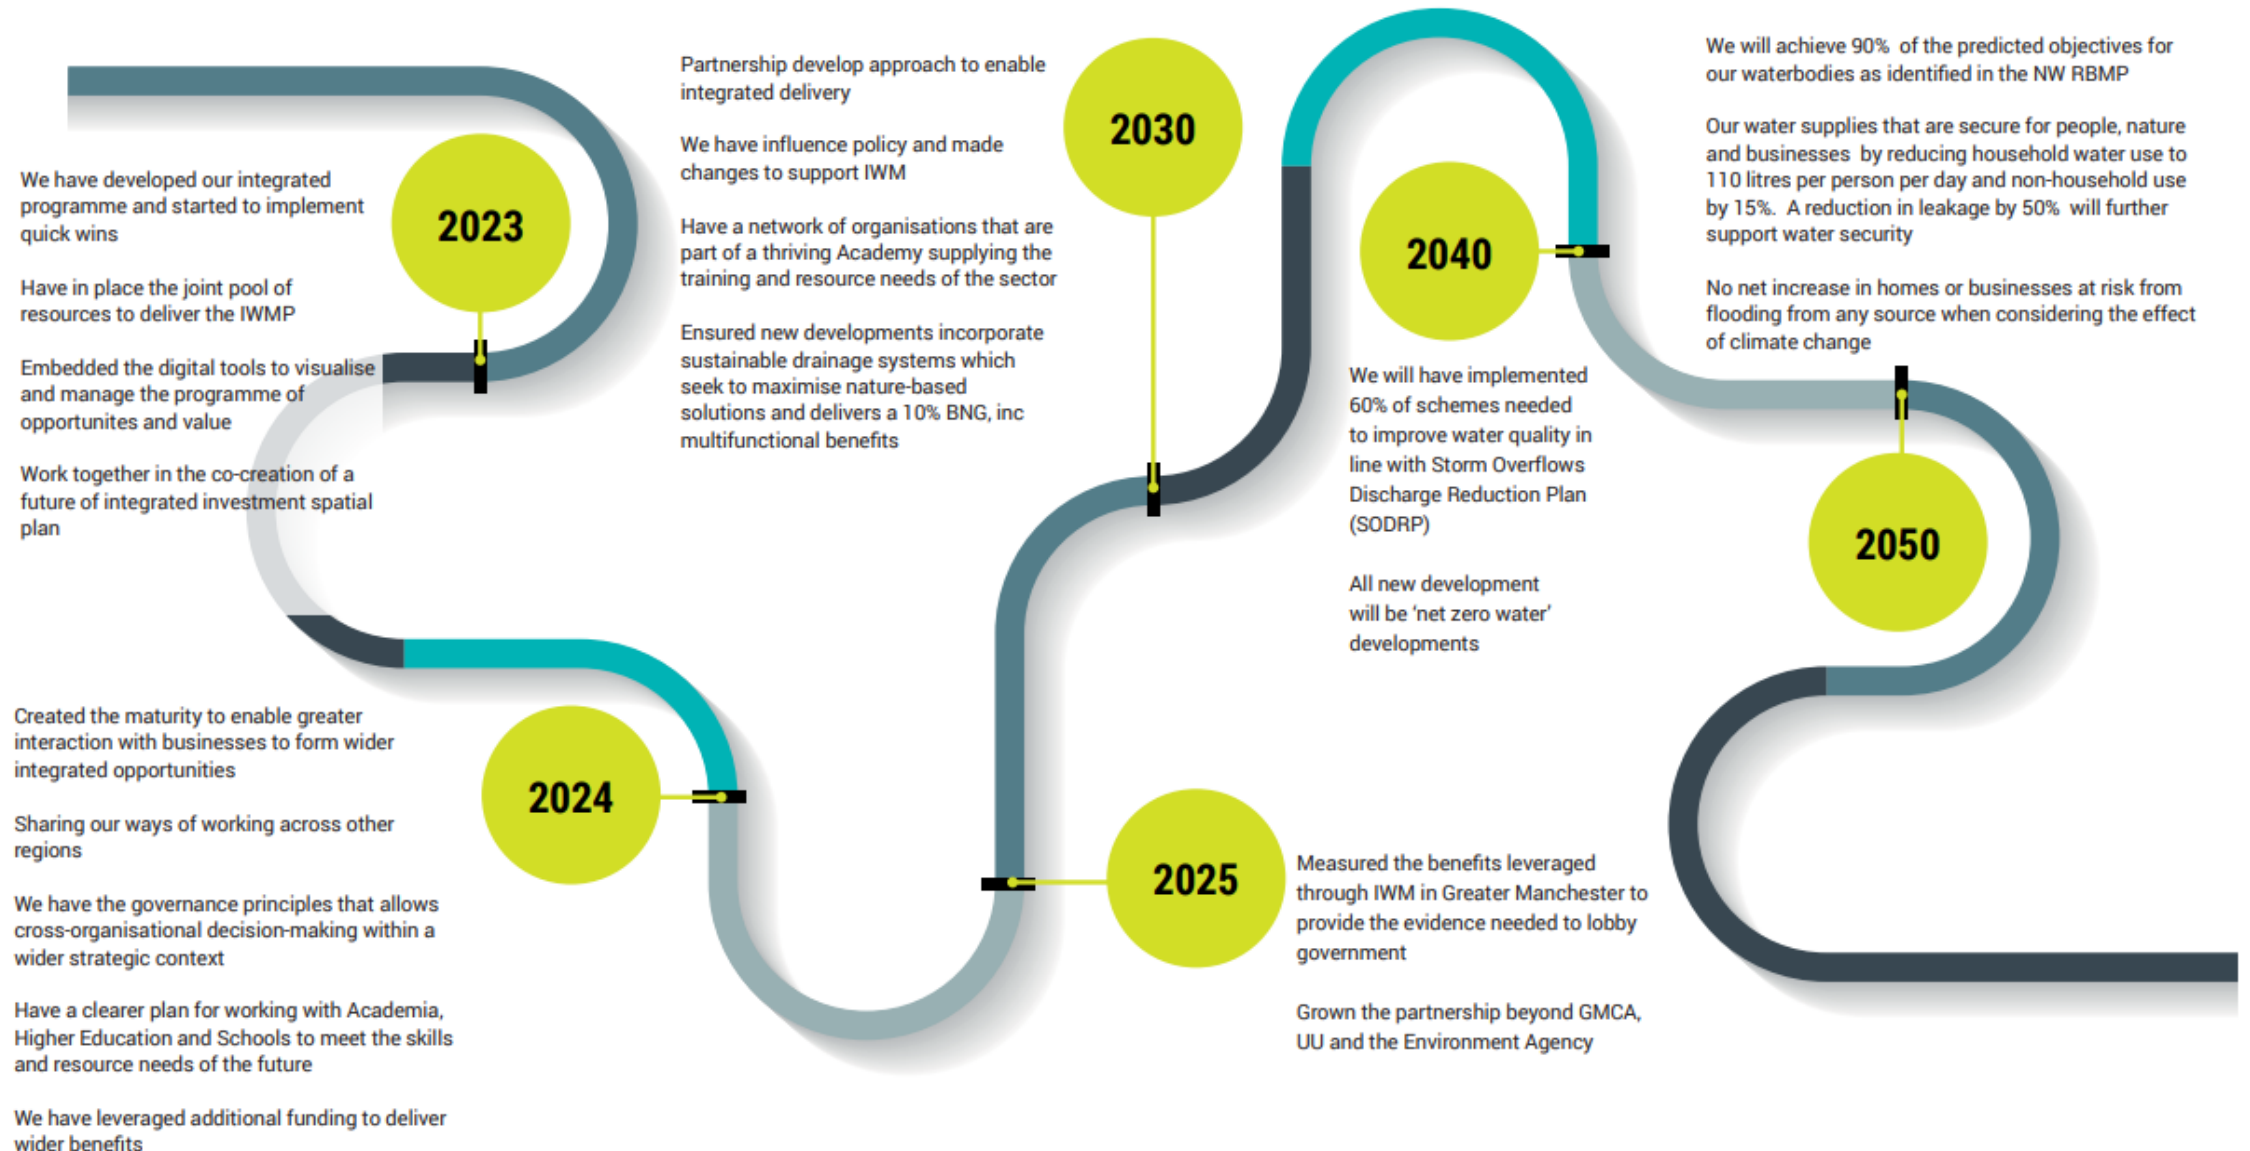 2023
We have developed our integrated
programme and started to implement
quick wins
Have in place the joint pool of
resources to deliver the IWMP
Embedded the digital tools to visualise
and manage the programme of
opportunites and value
Work together in the co-creation of a
future of integrated investment spatial
plan
2024
Created the maturity to enable greater
interaction with businesses to form wider
integrated opportunities
Sharing our ways of working across other
regions
We have the governance principles that allows
cross-organisational decision-making within a
wider strategic context
Have a clearer plan for working with Academia,
Higher Education and Schools to meet the skills
and resource needs of the future
We have leveraged additional funding to deliver
wider benefits
2025
Measured the benefits leveraged
through IWM in Greater Manchester to
provide the evidence needed to lobby
government
Grown the partnership beyond GMCA,
UU and the Environment Agency
2030
Partnership develop approach to enable
integrated delivery
We have influence policy and made
changes to support IWM
Have a network of organisations that are
part of a thriving Academy supplying the
training and resource needs of the sector
Ensured new developments incorporate
sustainable drainage systems which
seek to maximise nature-based
solutions and delivers a 10% BNG, inc
multifunctional benefits
2040
We will have implemented
60% of schemes needed
to improve water quality in
line with Storm Overflows
Discharge Reduction Plan
(SODRP)
All new development
will be ‘net zero water’
developments
2050
We will achieve 90% of the predicted objectives for
our waterbodies as identified in the NW RBMP
Our water supplies that are secure for people, nature
and businesses by reducing household water use to
110 litres per person per day and non-household use
by 15%. A reduction in leakage by 50% will further
support water security
No net increase in homes or businesses at risk from
flooding from any source when considering the effect
of climate change